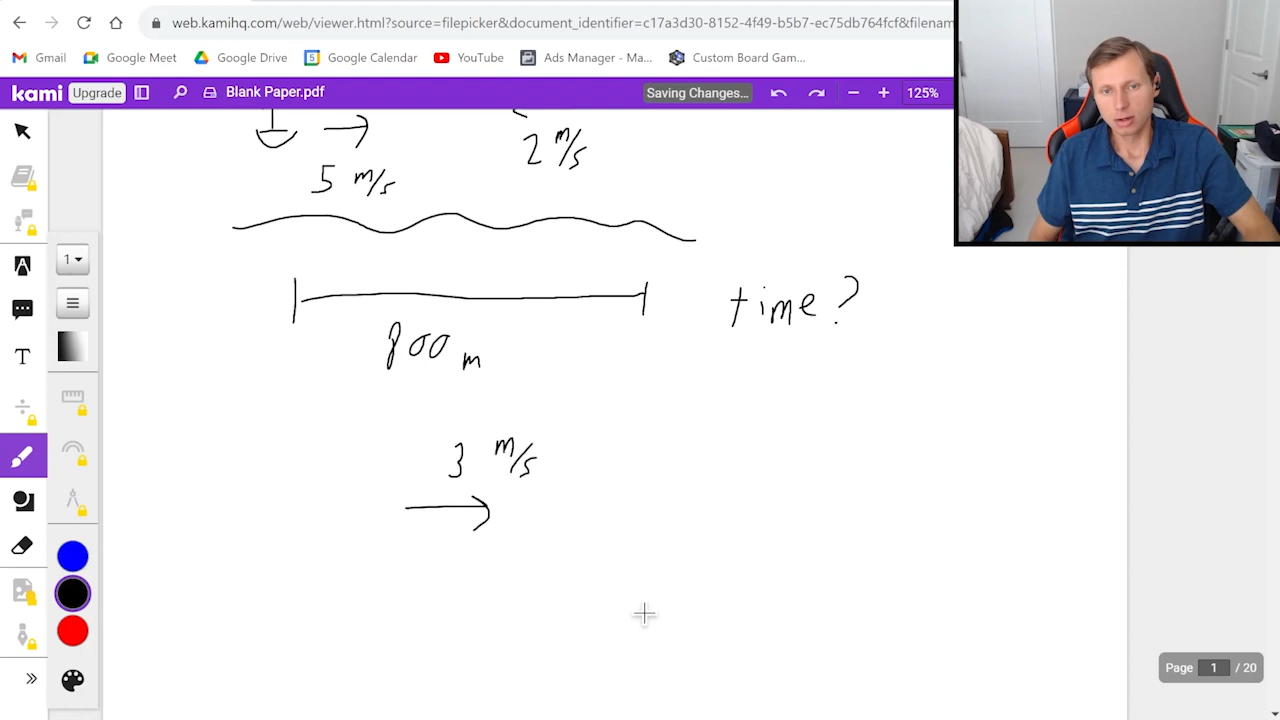 web.kamihq.com/web/viewer.html?source=filepicker&document_identifier=c17a3d30-8152-4f49-b5b7-ec75db764fcf&filenam
Gmail Google Meet Google Drive 5 Google Calendar YouTube Ads Manager - Ma... Custom Board Gam...
kami Upgrade Blank Paper.pdf Saving Changes... 125%
2 m/s
5 m/s
time?
800 m
3 m/s
1
A
T
Page 1 / 20